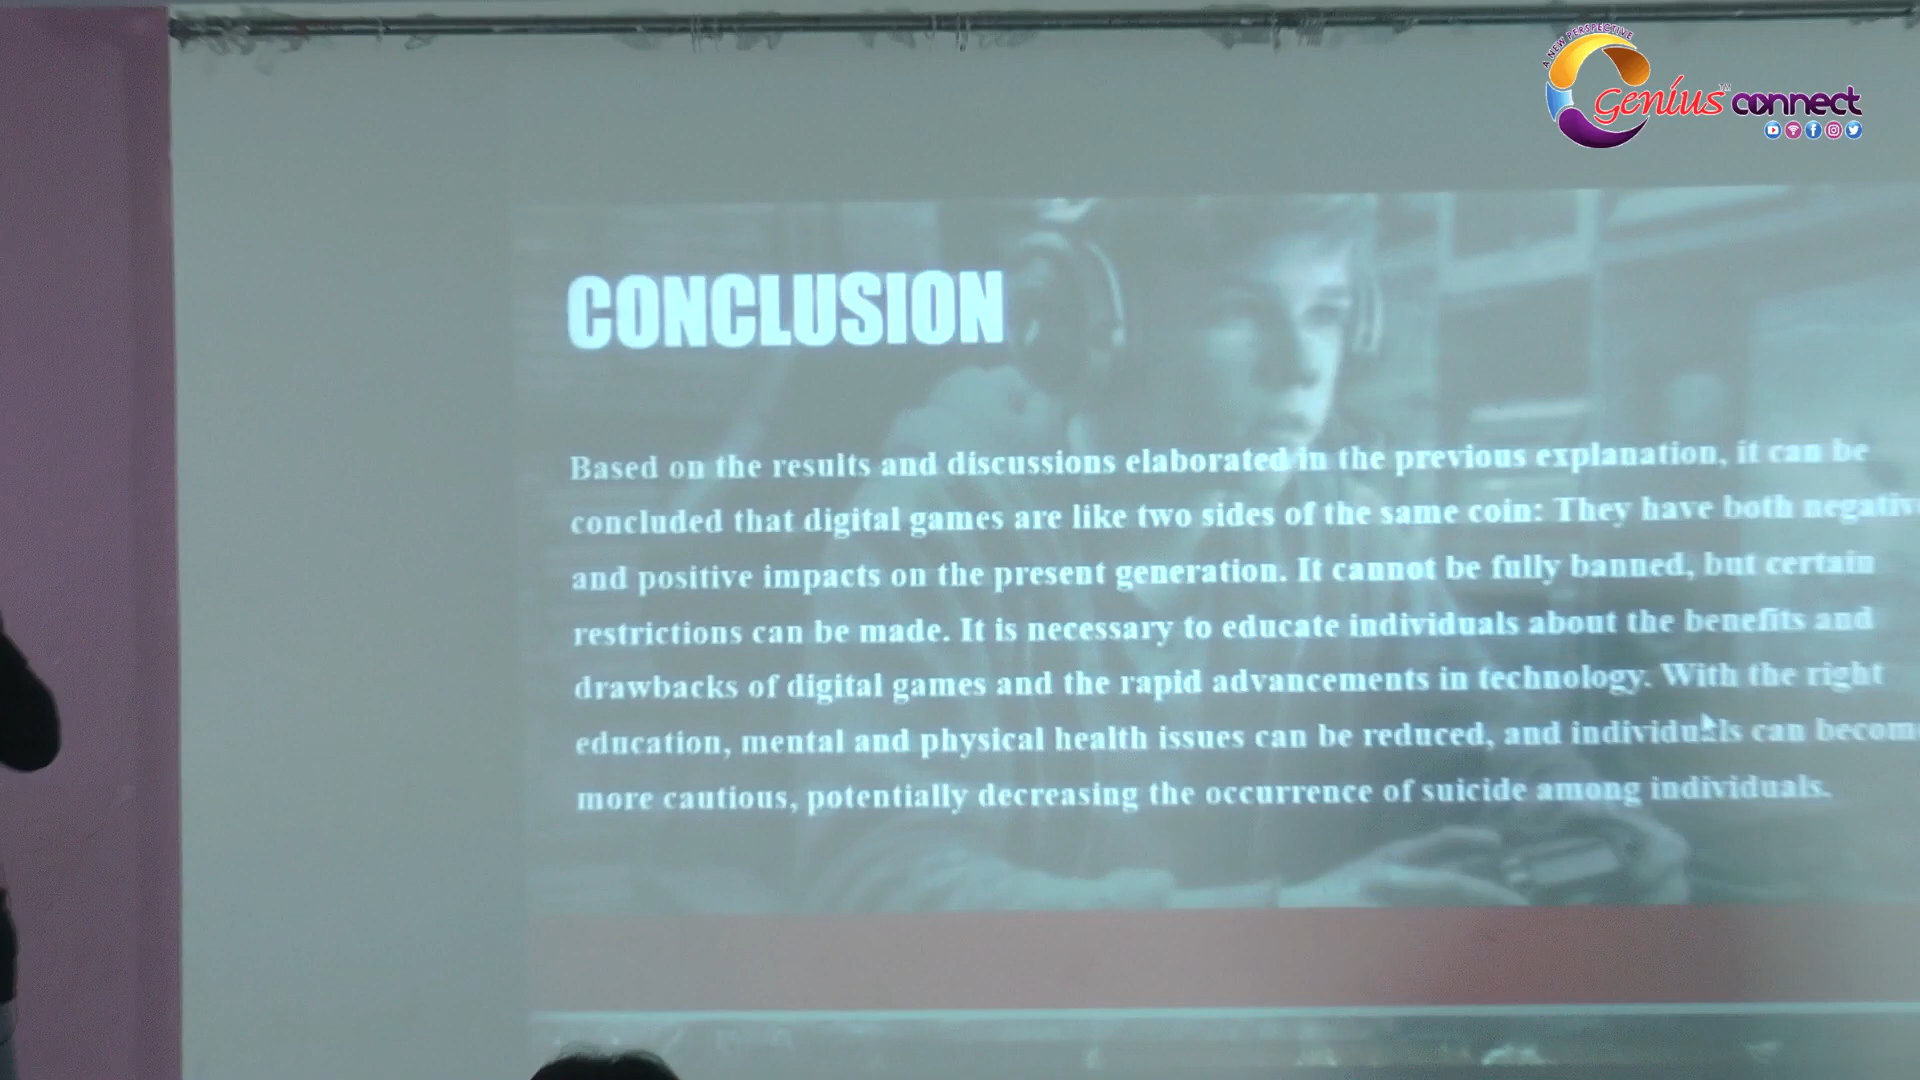 A NEW PERSPECTIVE
Genius™ connect
CONCLUSION
Based on the results and discussions elaborated in the previous explanation, it can be
concluded that digital games are like two sides of the same coin: They have both negativ
and positive impacts on the present generation. It cannot be fully banned, but certain
restrictions can be made. It is necessary to educate individuals about the benefits and
drawbacks of digital games and the rapid advancements in technology. With the right
education, mental and physical health issues can be reduced, and individuals can becom
more cautious, potentially decreasing the occurrence of suicide among individuals.